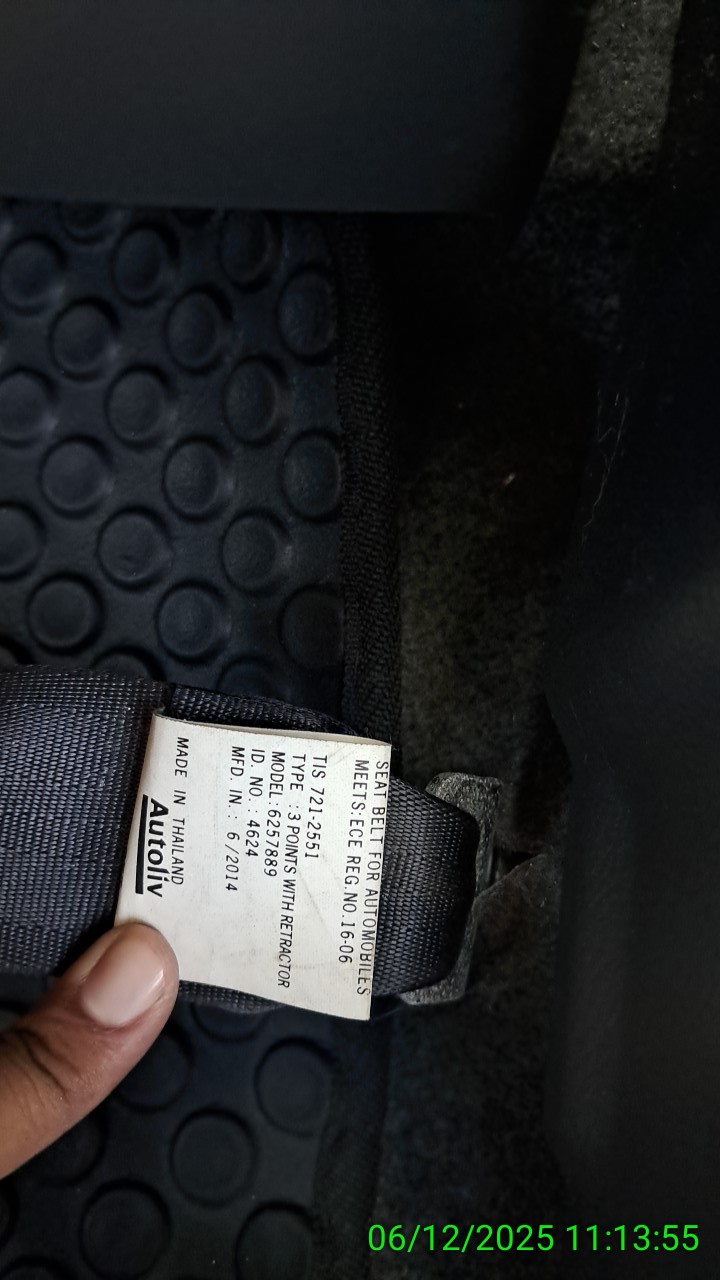 SEAT BELT FOR AUTOMOBILES
MEETS:ECE REG.NO.16-06
TIS 721-2551
TYPE :3 POINTS WITH RETRACTOR
MODEL:6257889
ID. NO.: 4624
MFD. IN.: 6/2014
MADE IN THAILAND
Autoliv
06/12/2025 11:13:55